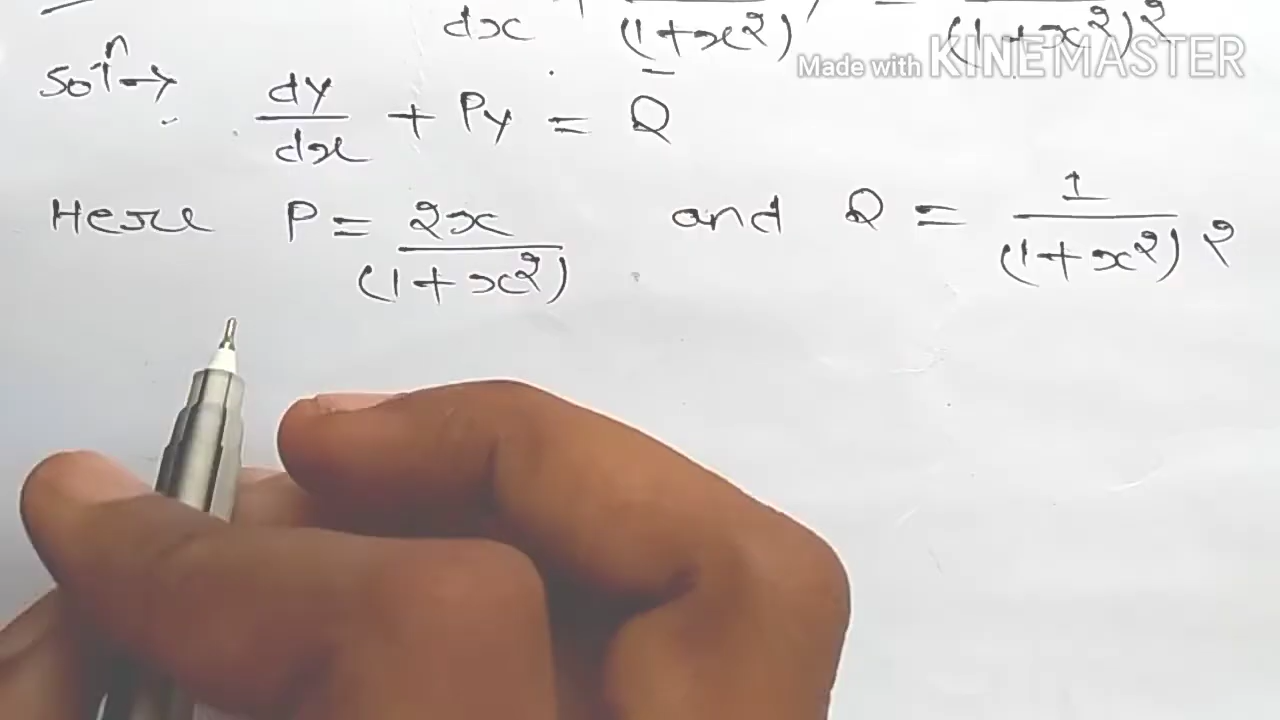 dx (1+x²) (1+x²)²
Made with KINEMASTER
Solⁿ→ dy/dx + Py = Q
Here P = 2x/(1+x²) and Q = 1/(1+x²)²